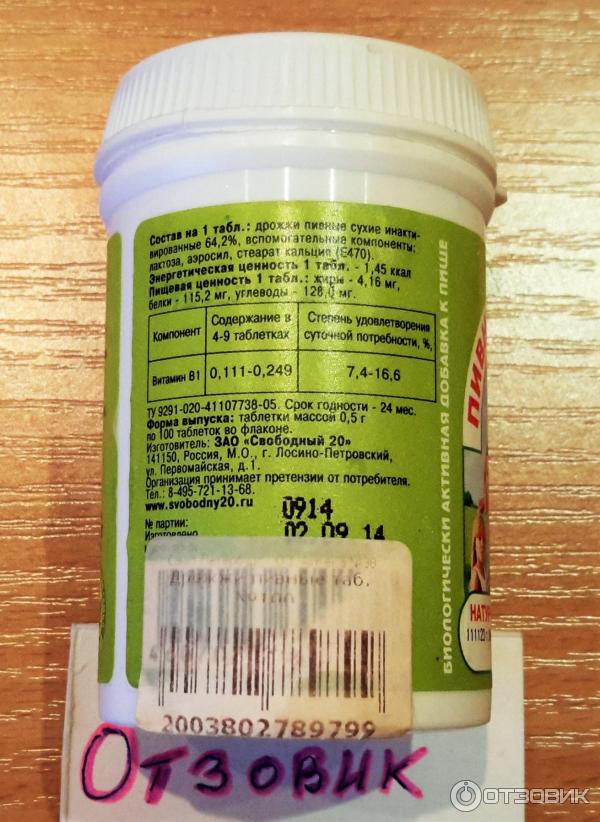 Состав на 1 табл.: дрожжи пивные сухие инакти-
вированные 64,2%, вспомогательные компоненты:
лактоза, аэросил, стеарат кальция (Е470).
Энергетическая ценность 1 табл. - 1,45 ккал
Пищевая ценность 1 табл.: жиры - 4,16 мг,
белки - 115,2 мг, углеводы - 128,0 мг.
Компонент
Содержание в
4-9 таблетках
Степень удовлетворения
суточной потребности, %,
Витамин В1
0,111-0,249
7,4-16,6
ТУ 9291-020-41107738-05. Срок годности - 24 мес.
Форма выпуска: таблетки массой 0,5 г
по 100 таблеток во флаконе.
Изготовитель: ЗАО «Свободный 20»
141150, Россия, М.О., г. Лосино-Петровский,
ул. Первомайская, д.1.
Организация принимает претензии от потребителя.
Тел.: 8-495-721-13-68.
www.svobodny20.ru
№ партии:
0914
Изготовлено
02 09 14
таб.
2003802789799
БИОЛОГИЧЕСКИ АКТИВНАЯ ДОБАВКА К ПИЩЕ
ПИВН
НАТУР
Отзовик
ОТЗОВИК